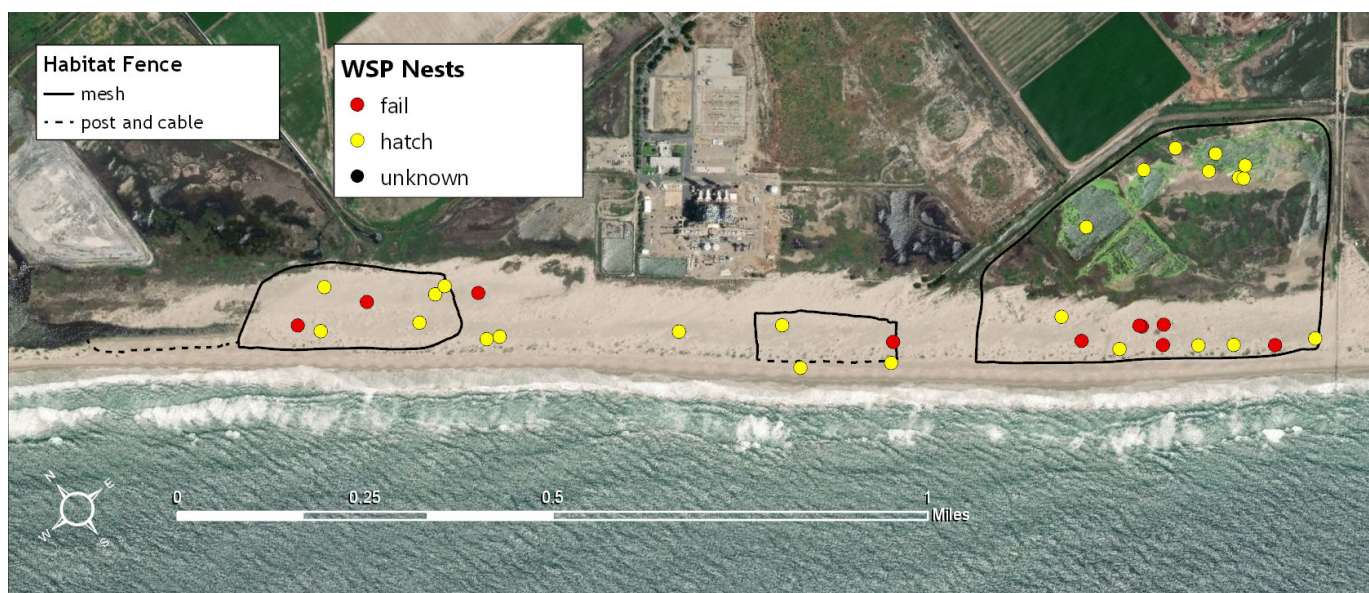 Habitat Fence
mesh
post and cable
WSP Nests
fail
hatch
unknown
N
E
W
S
0
0.25
0.5
1
Miles